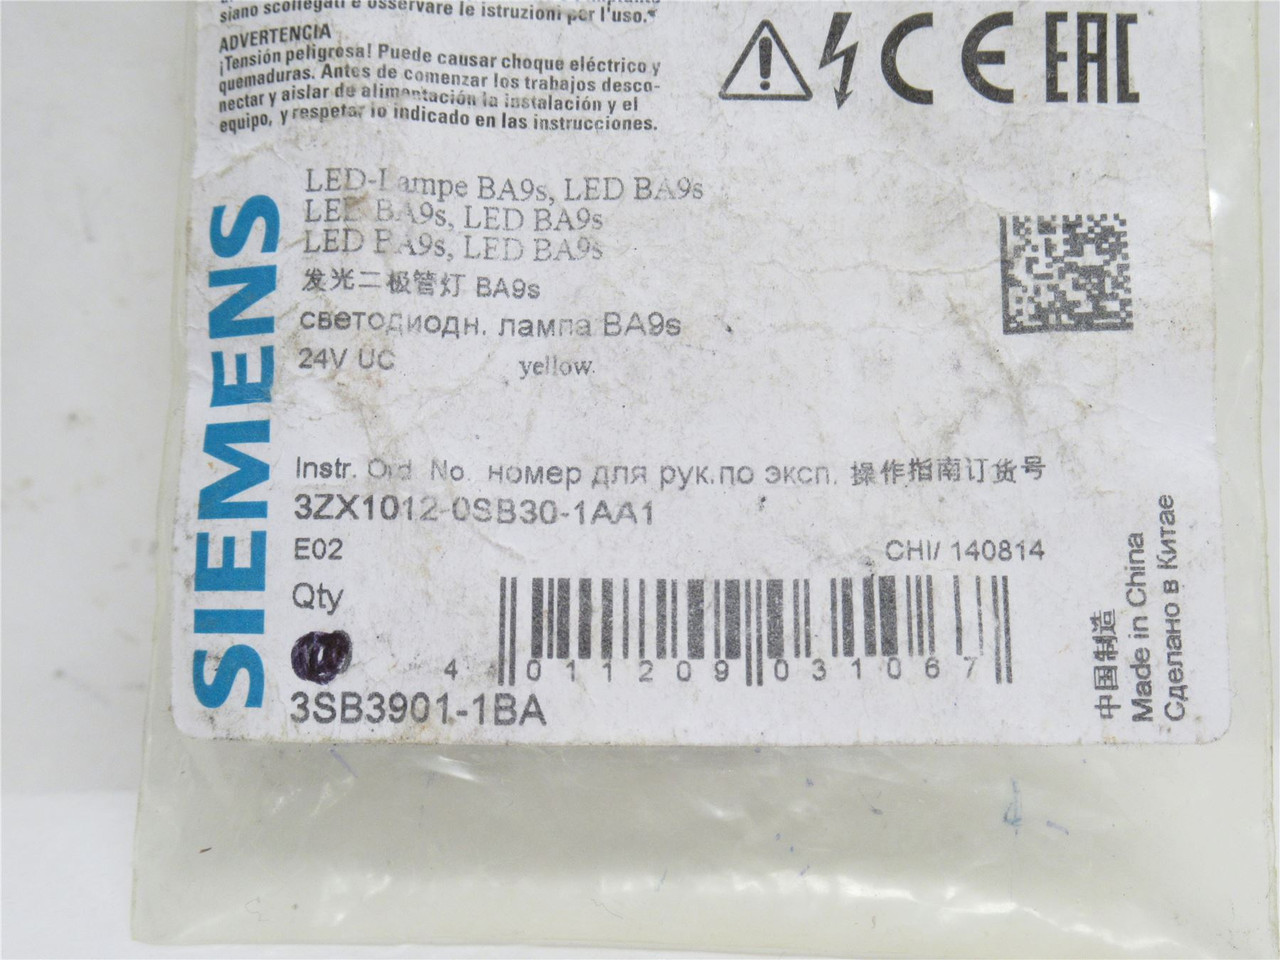 siano scollegati e osservare le istruzioni per l'uso."
ADVERTENCIA
¡Tensión peligrosa! Puede causar choque eléctrico y
quemaduras. Antes de comenzar los trabajos desco-
nectar y aislar de alimentación la instalación y el
equipo, y respetar lo indicado en las instrucciones.
CE EAC
SIEMENS
LED-Lampe BA9s, LED BA9s
LED BA9s, LED BA9s
LED BA9s, LED BA9s
发光二极管灯 BA9s
светодиодн. лампа BA9s
24V UC yellow
Instr. Ord. No. номер для рук.по эксп. 操作指南订货号
3ZX1012-0SB30-1AA1
E02 CHI/ 140814
Qty
4 011209 031067
3SB3901-1BA
中国制造
Made in China
Сделано в Китае